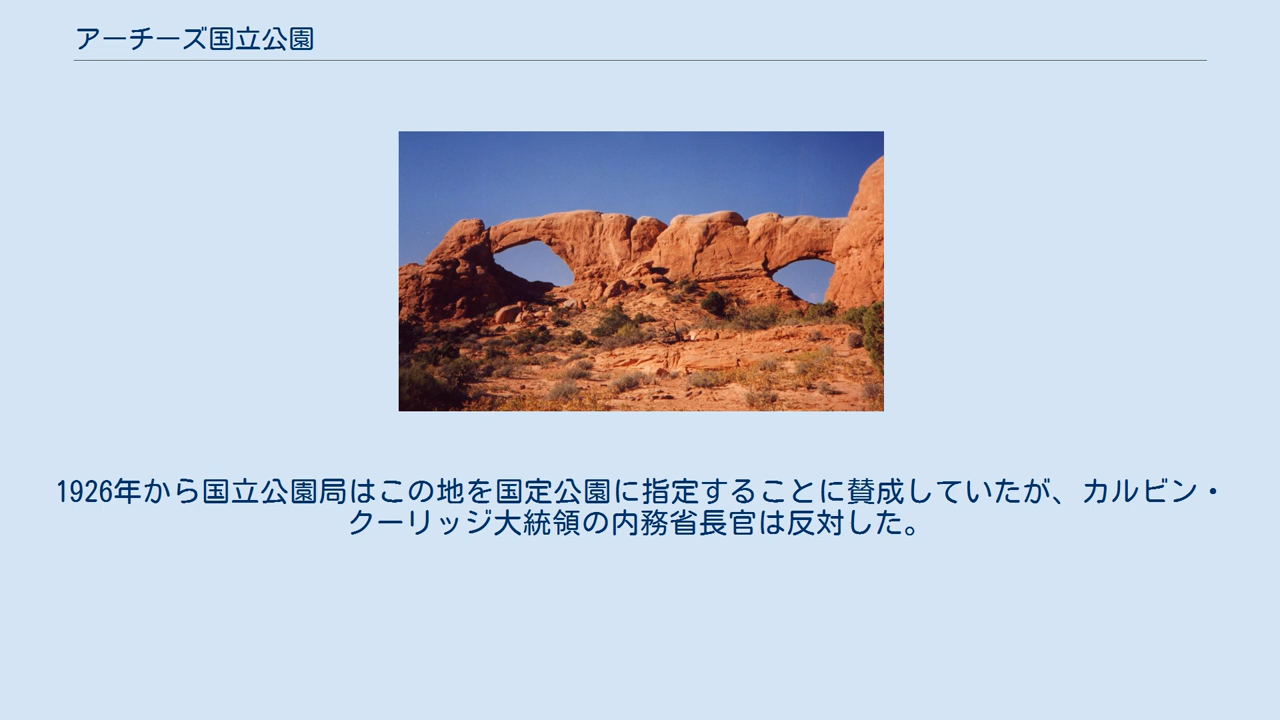 アーチーズ国立公園
1926年から国立公園局はこの地を国定公園に指定することに賛成していたが、カルビン・
クーリッジ大統領の内務省長官は反対した。